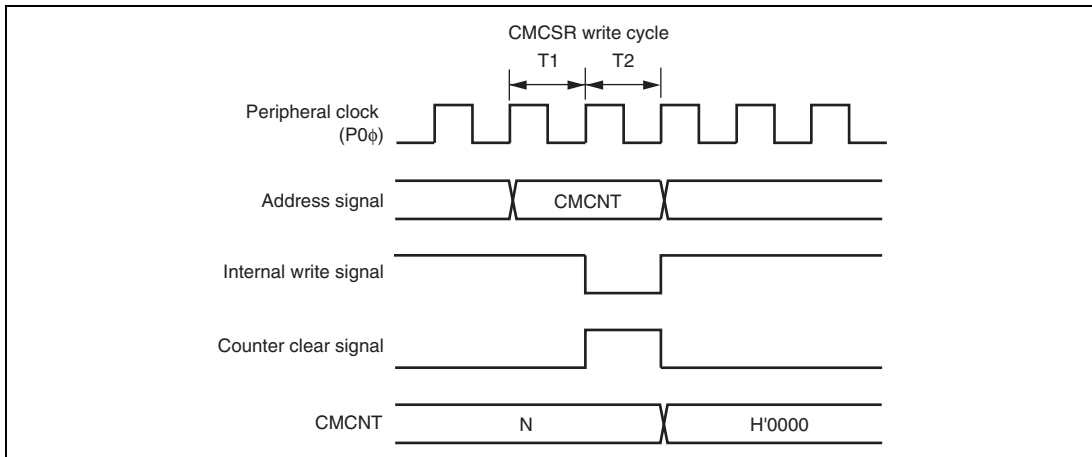 CMCSR write cycle
T1 T2
Peripheral clock
(P0ϕ)
Address signal CMCNT
Internal write signal
Counter clear signal
CMCNT N H'0000